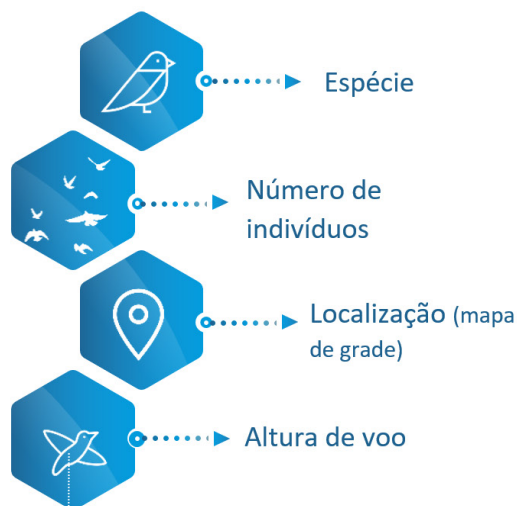 Espécie
Número de
indivíduos
Localização (mapa
de grade)
Altura de voo